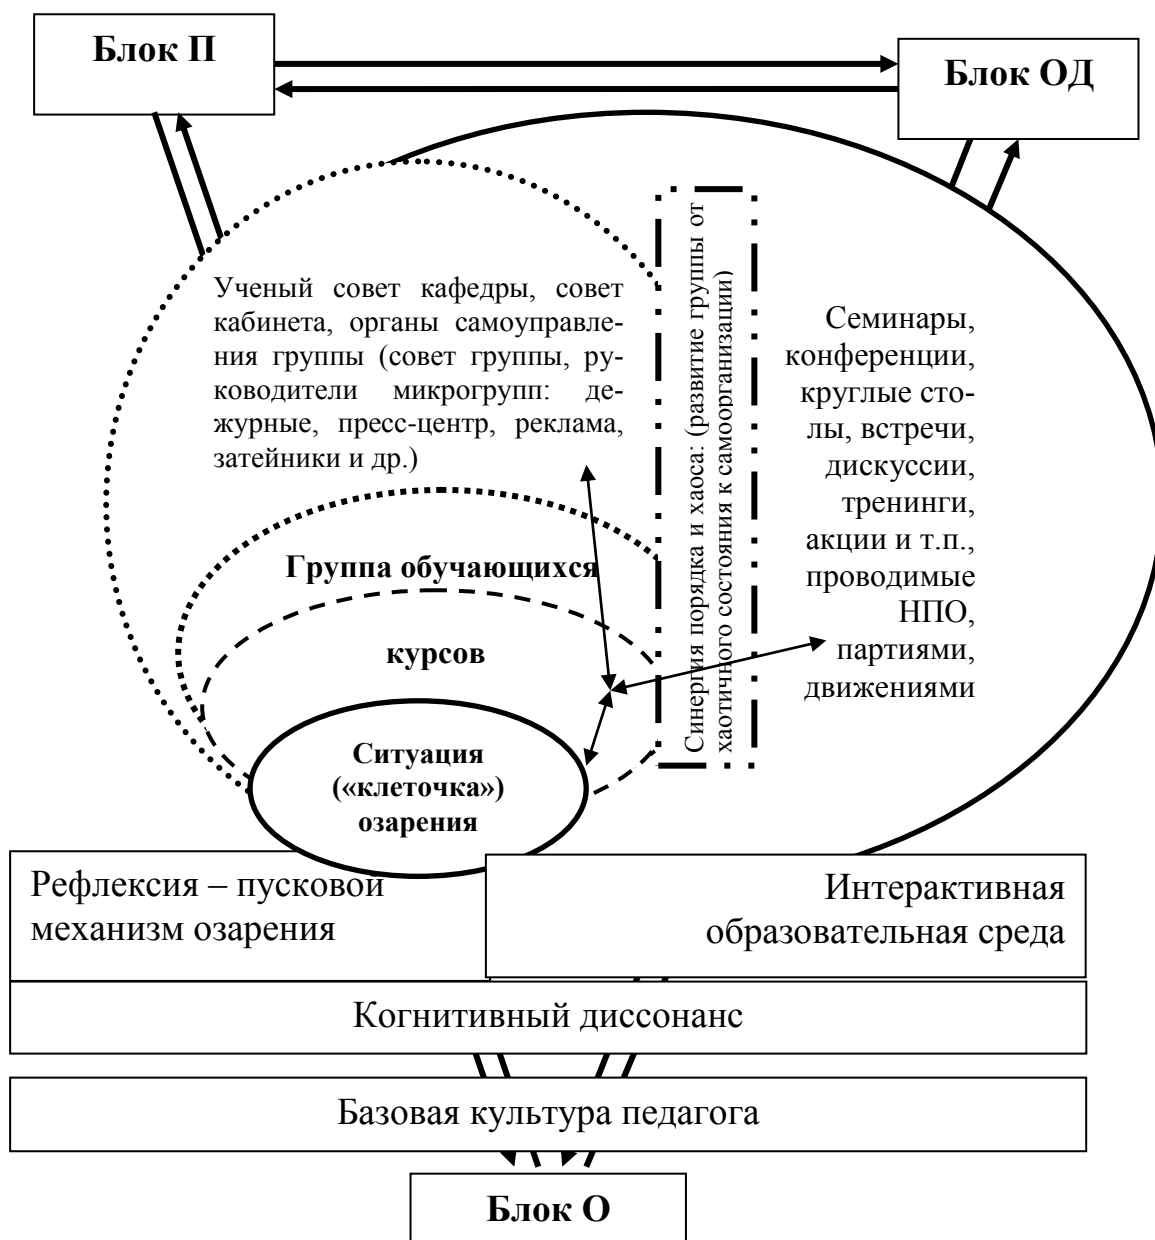 Блок П
Блок ОД
Ученый совет кафедры, совет
кабинета, органы самоуправле-
ния группы (совет группы, ру-
ководители микрогрупп: де-
журные, пресс-центр, реклама,
затейники и др.)
Синергия порядка и хаоса: (развитие группы от
хаотичного состояния к самоорганизации)
Семинары,
конференции,
круглые сто-
лы, встречи,
дискуссии,
тренинги,
акции и т.п.,
проводимые
НПО,
партиями,
движениями
Группа обучающихся
курсов
Ситуация
(«клеточка»)
озарения
Рефлексия – пусковой
механизм озарения
Интерактивная
образовательная среда
Когнитивный диссонанс
Базовая культура педагога
Блок О